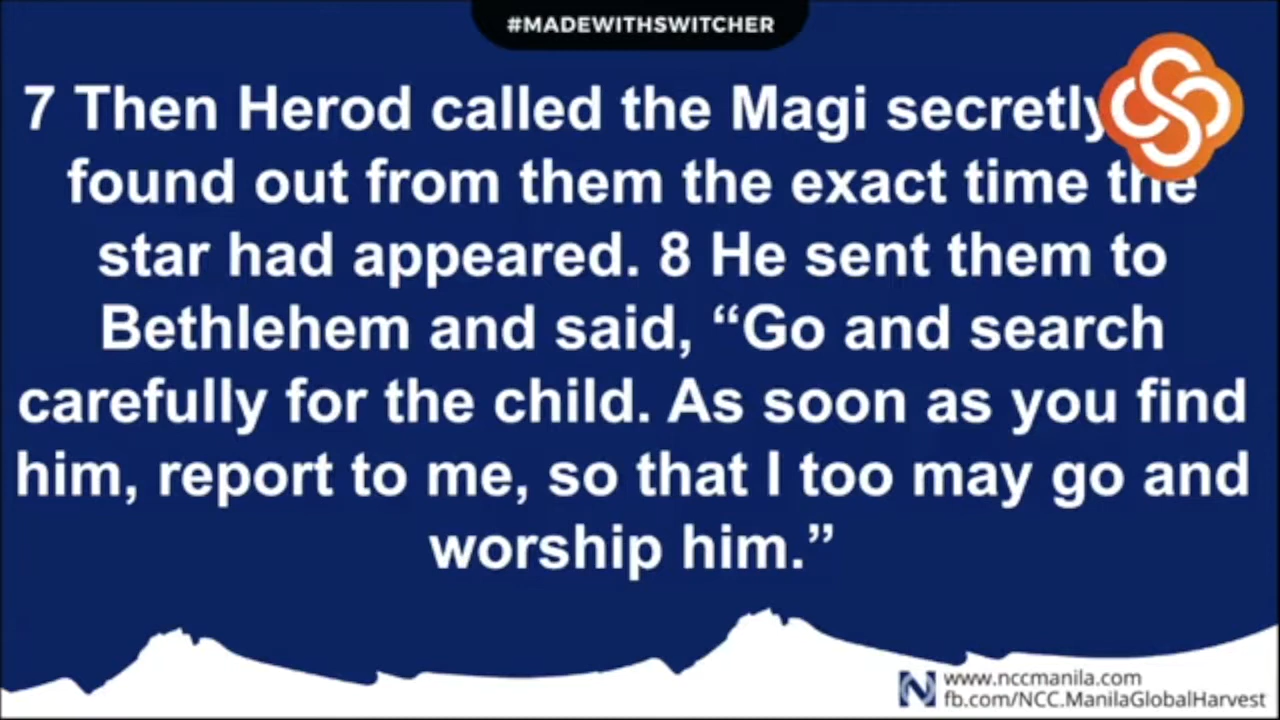 #MADEWITHSWITCHER
7 Then Herod called the Magi secretly
found out from them the exact time the
star had appeared. 8 He sent them to
Bethlehem and said, “Go and search
carefully for the child. As soon as you find
him, report to me, so that I too may go and
worship him.”
www.nccmanila.com
fb.com/NCC.ManilaGlobalHarvest